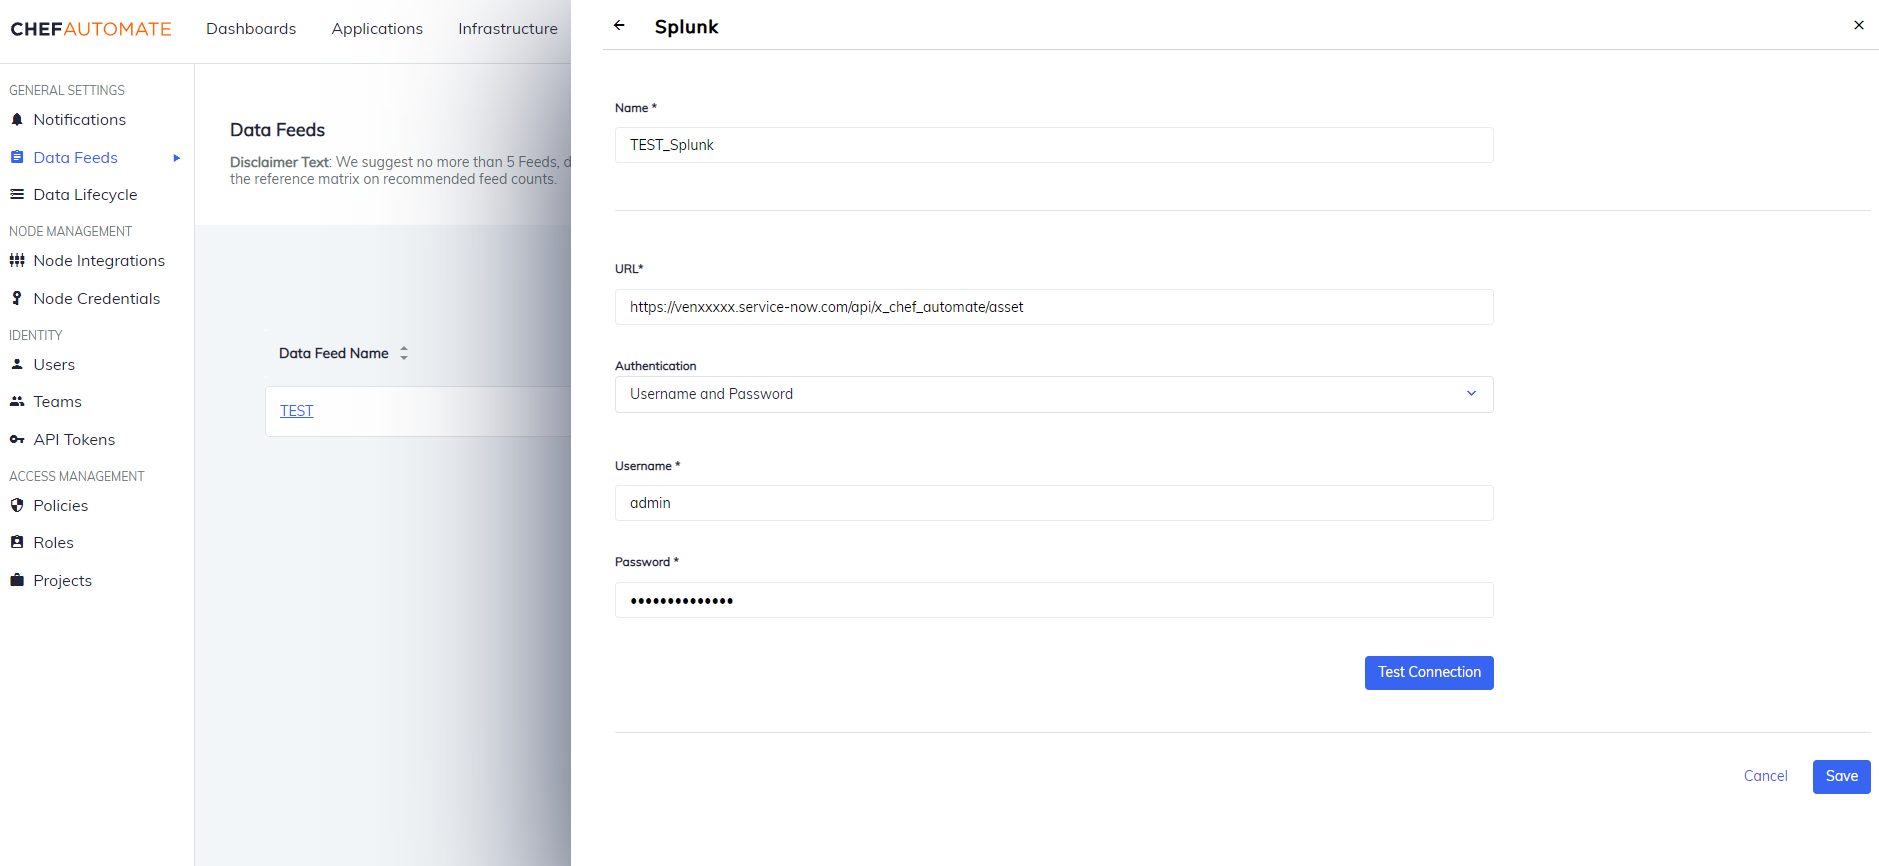 CHEFAUTOMATE
Dashboards
Applications
Infrastructure
GENERAL SETTINGS
Notifications
Data Feeds
Data Lifecycle
NODE MANAGEMENT
Node Integrations
Node Credentials
IDENTITY
Users
Teams
API Tokens
ACCESS MANAGEMENT
Policies
Roles
Projects
Data Feeds
Disclaimer Text: We suggest no more than 5 Feeds, d
the reference matrix on recommended feed counts.
Data Feed Name
TEST
Splunk
Name *
TEST_Splunk
URL*
https://venxxxxx.service-now.com/api/x_chef_automate/asset
Authentication
Username and Password
Username *
admin
Password *
••••••••••••••
Test Connection
Cancel
Save